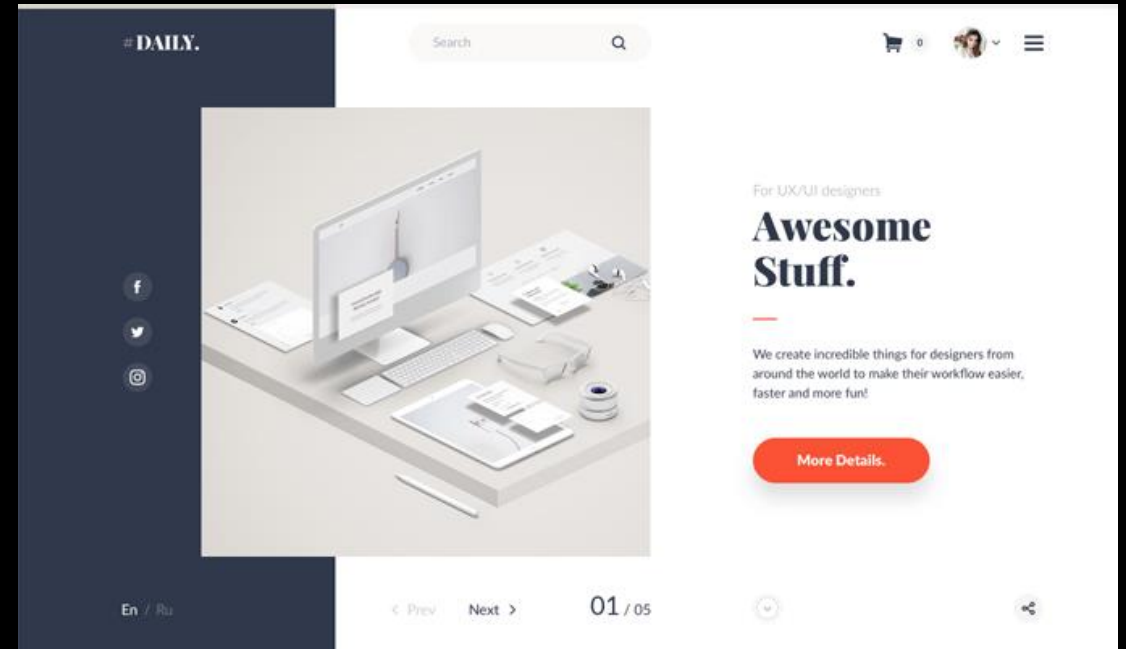 # DAILY.
Search
0
For UX/UI designers
Awesome
Stuff.
We create incredible things for designers from
around the world to make their workflow easier,
faster and more fun!
More Details.
En / Ru
< Prev
Next >
01 / 05